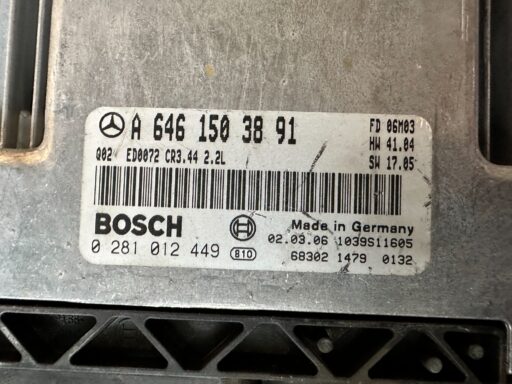 A 646 150 38 91
FD 06M03
HW 41.04
Q02 ED0072 CR3.44 2.2L
SW 17.05
BOSCH
Made in Germany
0 281 012 449 810
02.03.06 1039S11605
68302 1479 0132